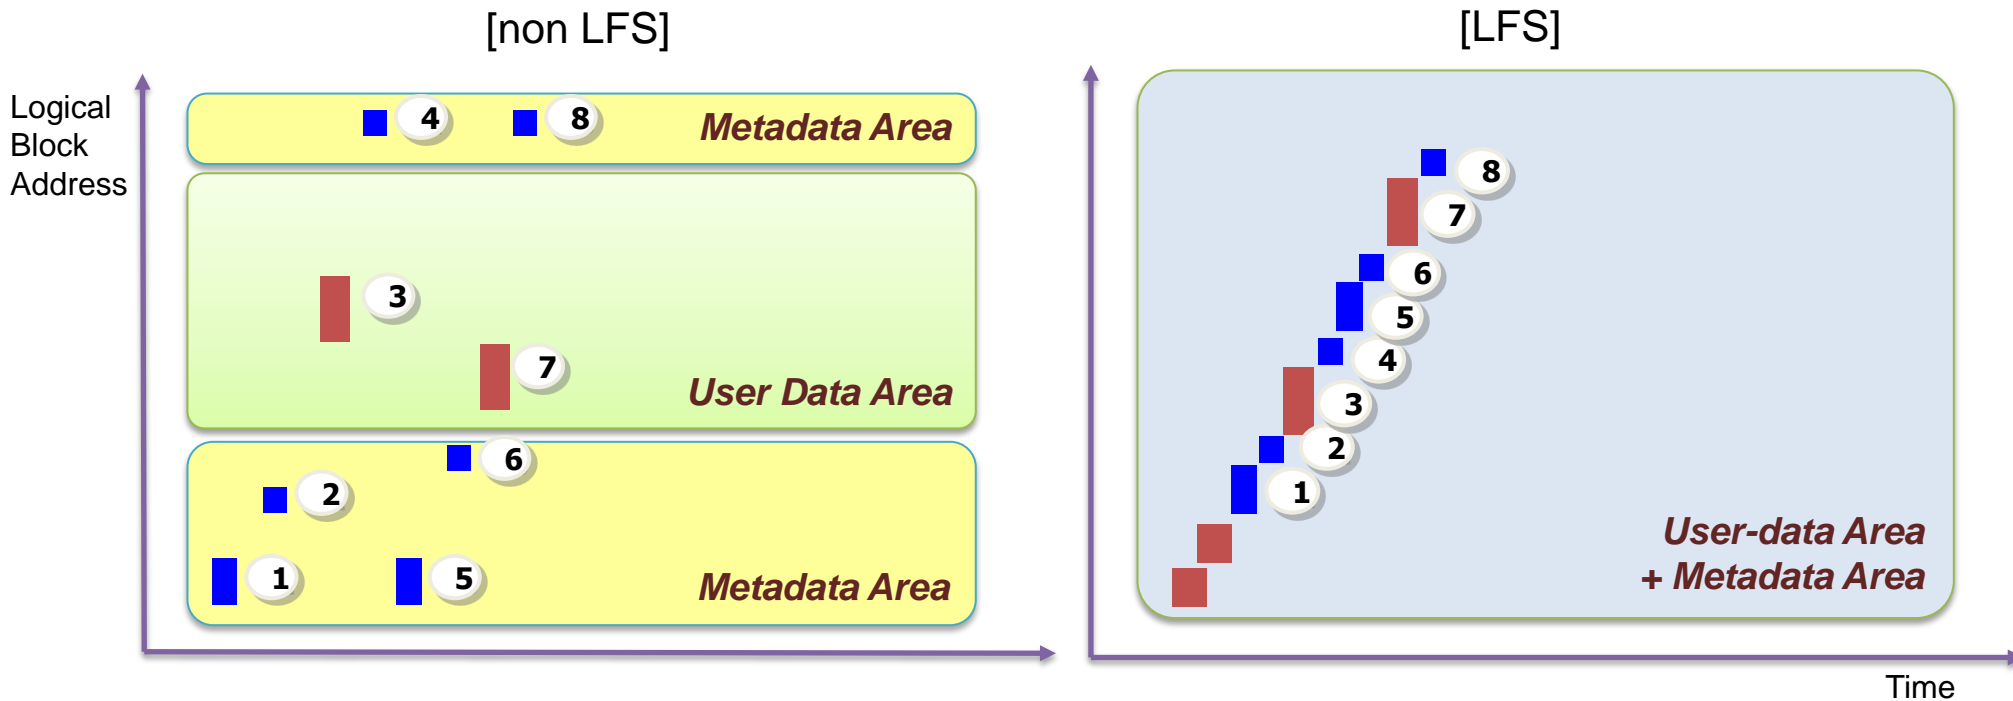 [non LFS]
Logical
Block
Address
4
8
Metadata Area
3
7
User Data Area
6
2
1
5
Metadata Area
[LFS]
8
7
6
5
4
3
2
1
User-data Area
+ Metadata Area
Time